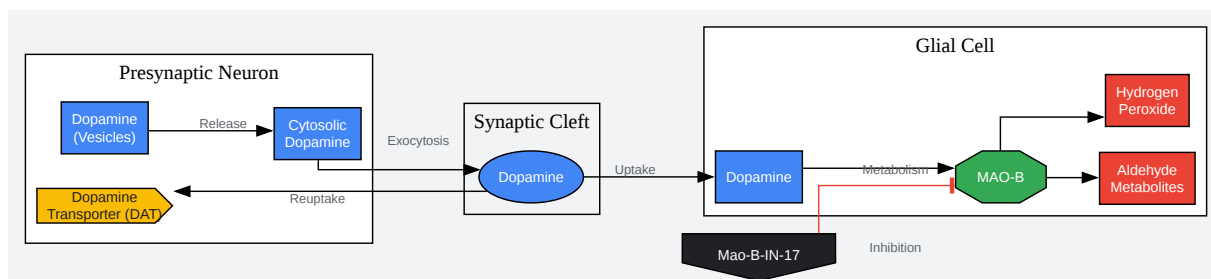 Presynaptic Neuron
Dopamine
(Vesicles)
Release
Cytosolic
Dopamine
Dopamine
Transporter (DAT)
Exocytosis
Reuptake
Synaptic Cleft
Dopamine
Uptake
Glial Cell
Dopamine
Metabolism
MAO-B
Hydrogen
Peroxide
Aldehyde
Metabolites
Mao-B-IN-17
Inhibition